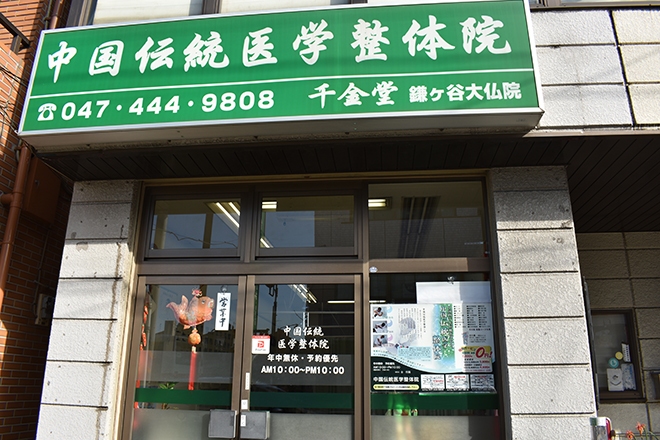 中国伝統医学整体院
☎047・444・9808 千金堂 鎌ヶ谷大仏院
営業中
中国伝統
医学整体院
年中無休・予約優先
AM10:00~PM10:00
中国伝統医学整体院